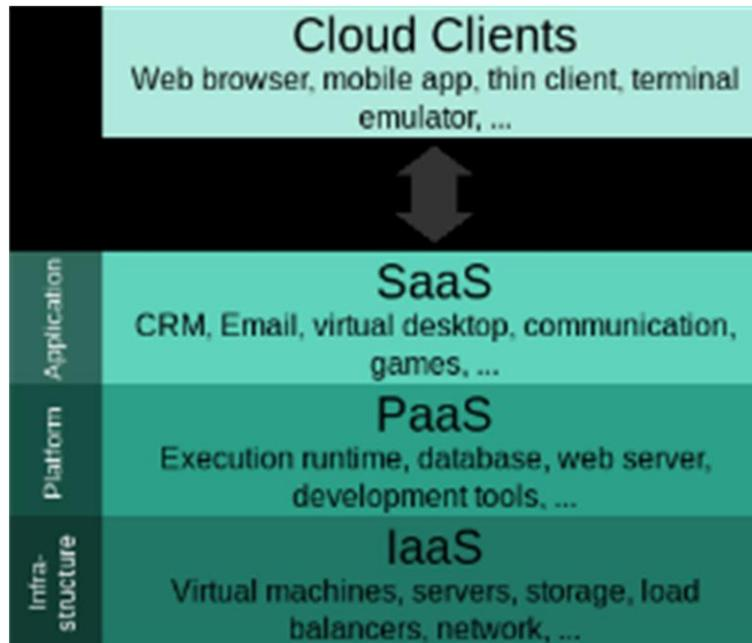 Cloud Clients
Web browser, mobile app, thin client, terminal
emulator, ...
Application
SaaS
CRM, Email, virtual desktop, communication,
games, ...
Platform
PaaS
Execution runtime, database, web server,
development tools, ...
Infra-
structure
IaaS
Virtual machines, servers, storage, load
balancers, network, ...